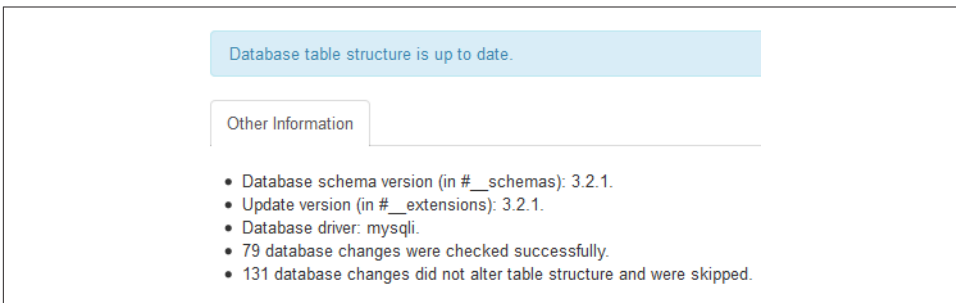 Database table structure is up to date.
Other Information
• Database schema version (in #__schemas): 3.2.1.
• Update version (in #__extensions): 3.2.1.
• Database driver: mysqli.
• 79 database changes were checked successfully.
• 131 database changes did not alter table structure and were skipped.